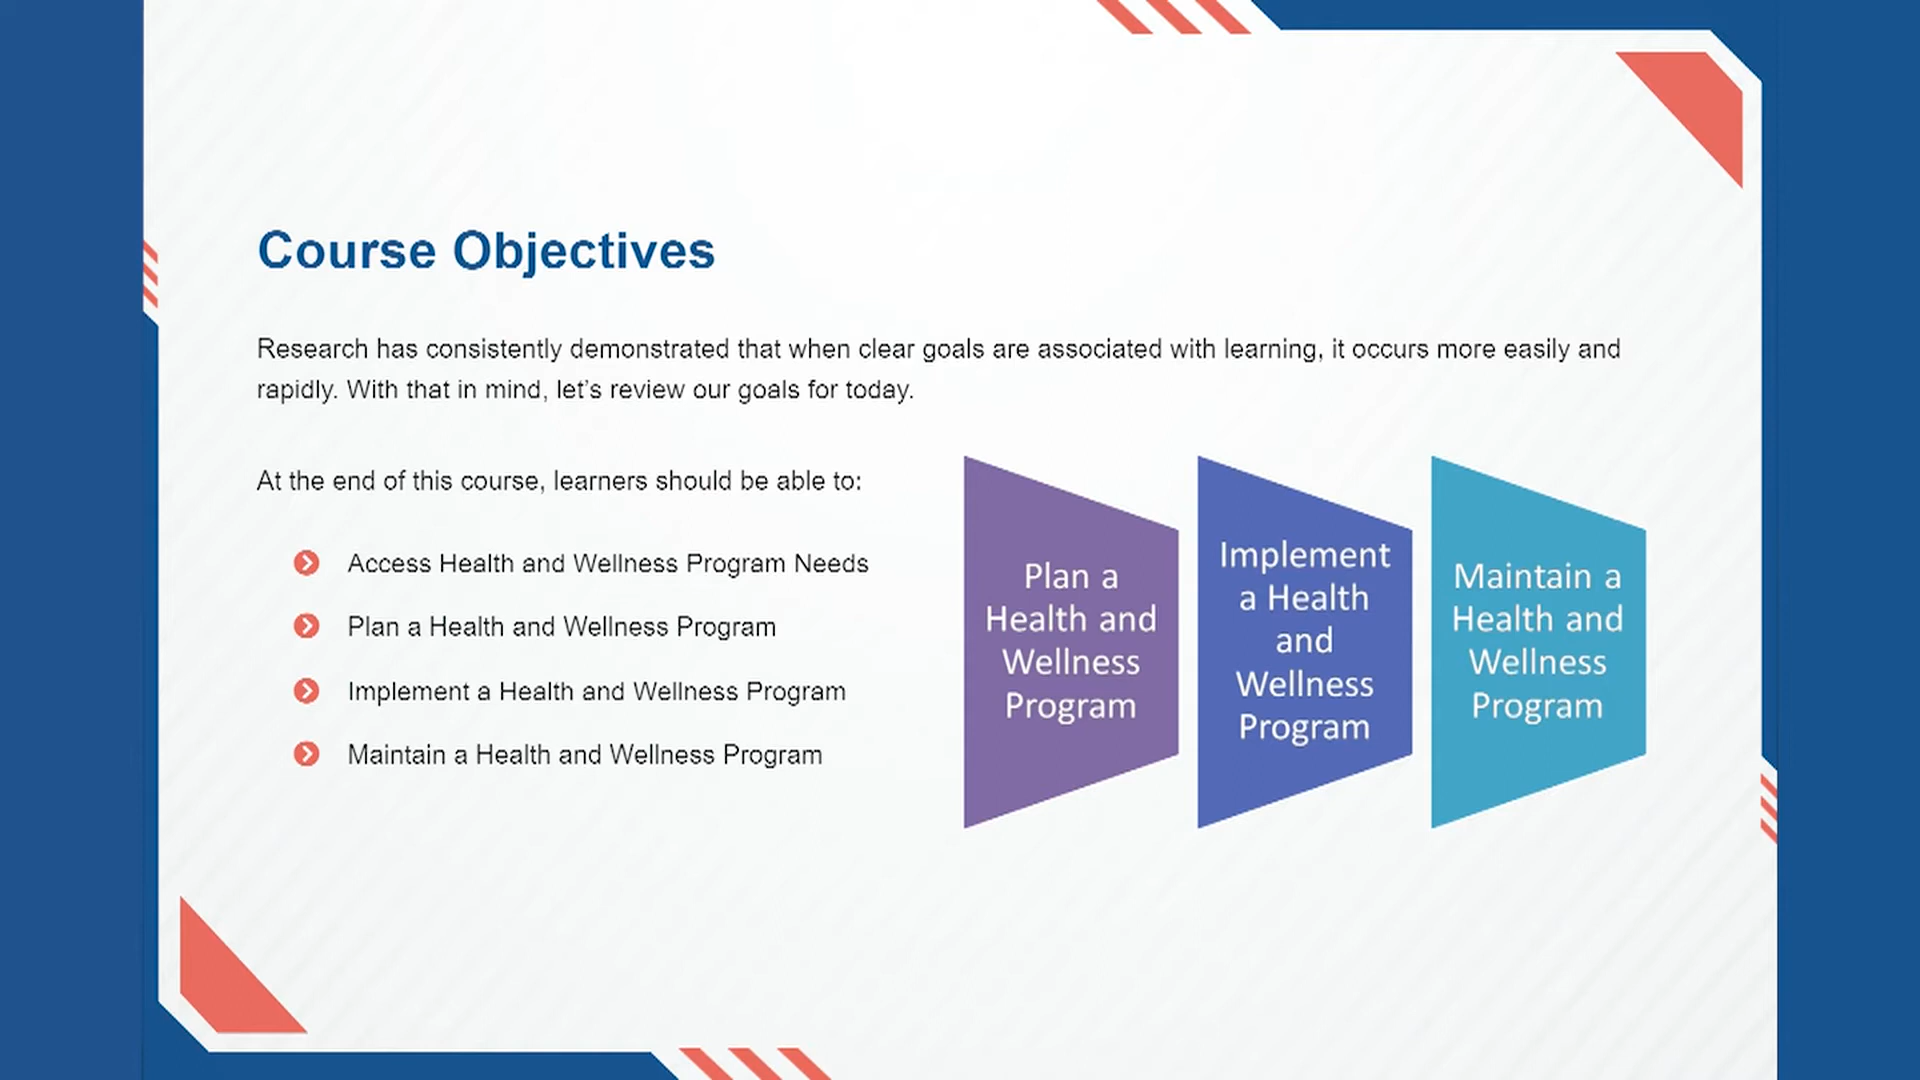 Course Objectives
Research has consistently demonstrated that when clear goals are associated with learning, it occurs more easily and
rapidly. With that in mind, let’s review our goals for today.
At the end of this course, learners should be able to:
Access Health and Wellness Program Needs
Plan a Health and Wellness Program
Implement a Health and Wellness Program
Maintain a Health and Wellness Program
Plan a
Health and
Wellness
Program
Implement
a Health
and
Wellness
Program
Maintain a
Health and
Wellness
Program